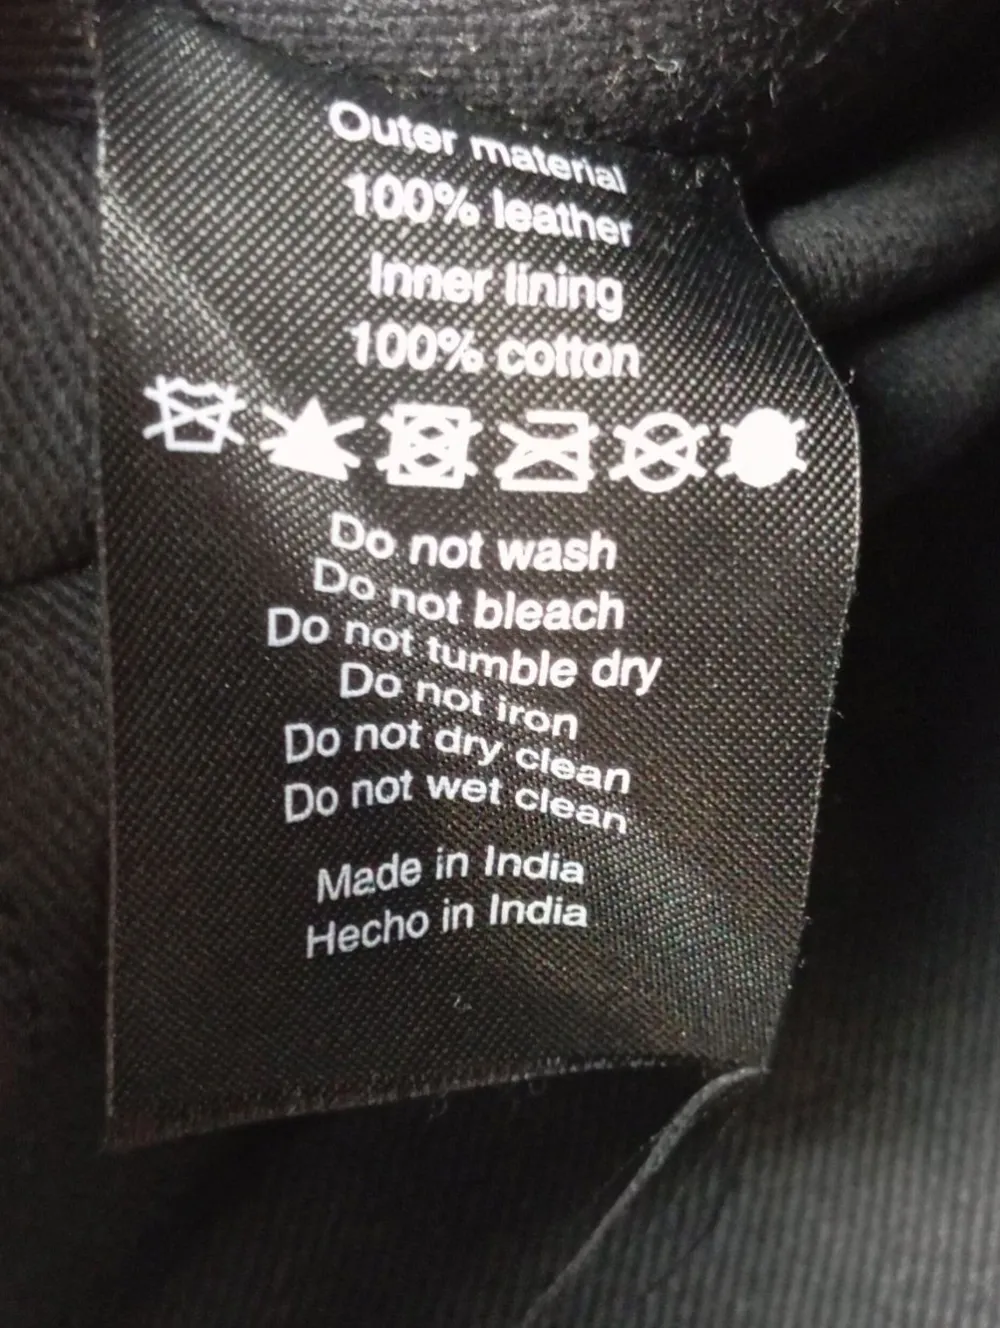 Outer material
100% leather
Inner lining
100% cotton
Do not wash
Do not bleach
Do not tumble dry
Do not iron
Do not dry clean
Do not wet clean
Made in India
Hecho in India